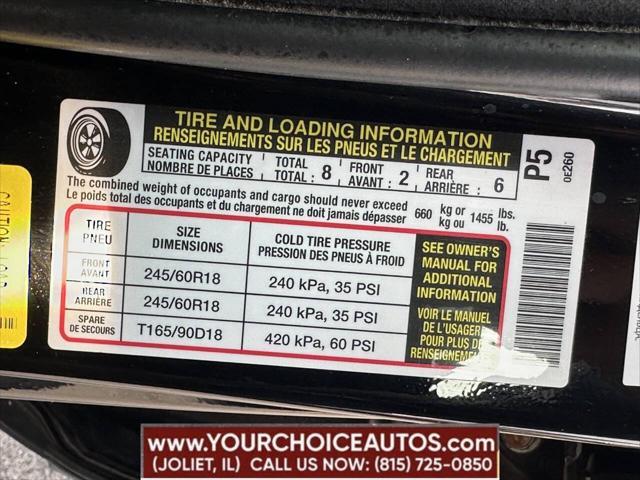 TIRE AND LOADING INFORMATION
RENSEIGNEMENTS SUR LES PNEUS ET LE CHARGEMENT
SEATING CAPACITY TOTAL FRONT REAR
NOMBRE DE PLACES TOTAL : 8 AVANT : 2 ARRIÈRE : 6
The combined weight of occupants and cargo should never exceed
Le poids total des occupants et du chargement ne doit jamais dépasser
660 kg or 1455 lbs.
kg ou lb.
TIRE
PNEU
SIZE
DIMENSIONS
COLD TIRE PRESSURE
PRESSION DES PNEUS À FROID
FRONT
AVANT
245/60R18
240 kPa, 35 PSI
REAR
ARRIÈRE
245/60R18
240 kPa, 35 PSI
SPARE
DE SECOURS
T165/90D18
420 kPa, 60 PSI
SEE OWNER'S
MANUAL FOR
ADDITIONAL
INFORMATION
VOIR LE MANUEL
DE L'USAGER
POUR PLUS DE
RENSEIGNEMENTS
P5
0E260
CAUTION
WWW.YOURCHOICEAUTOS.COM
(JOLIET, IL) CALL US NOW: (815) 725-0850